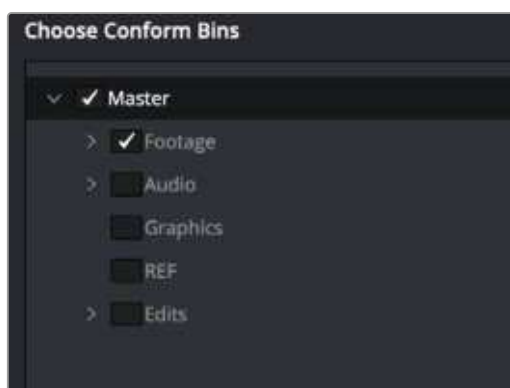 Choose Conform Bins
Master
Footage
Audio
Graphics
REF
Edits